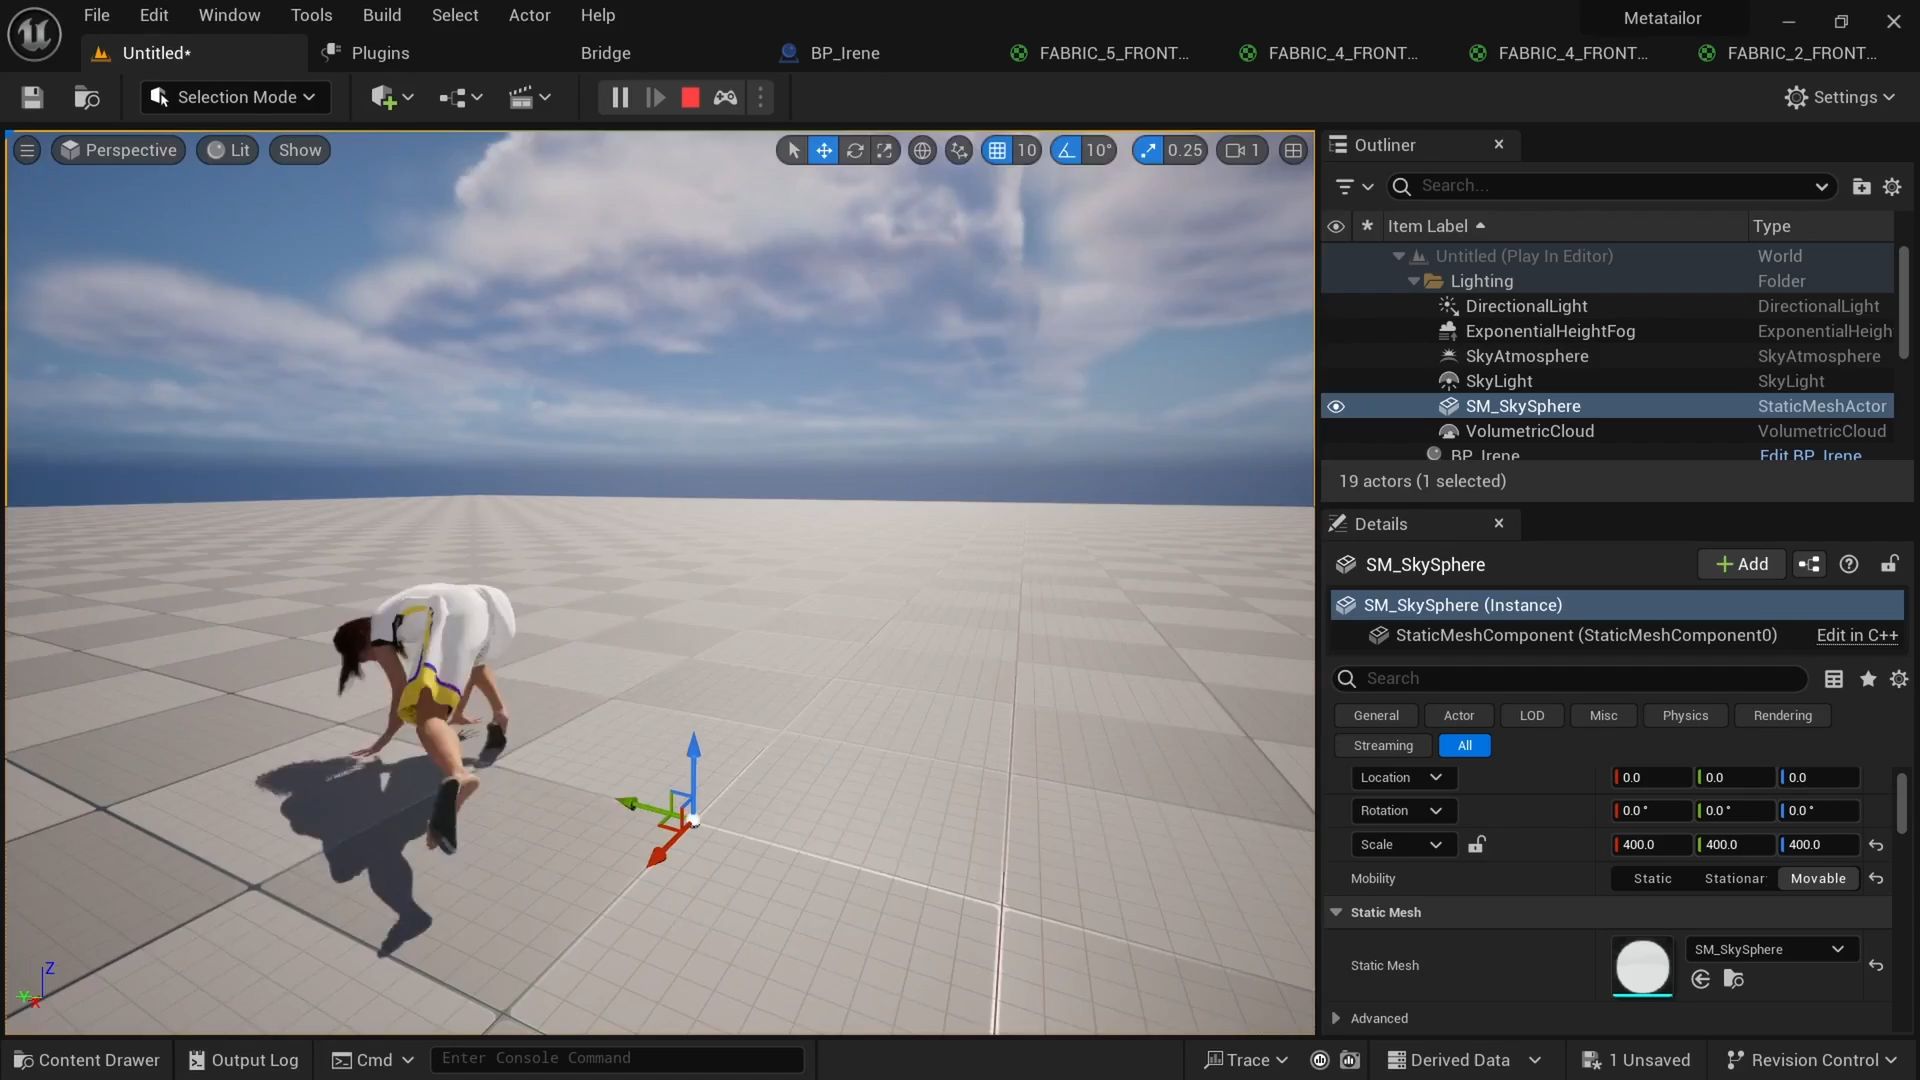 File Edit Window Tools Build Select Actor Help
Metatailor
Untitled*
Plugins
Bridge
BP_Irene
FABRIC_5_FRONT...
FABRIC_4_FRONT...
FABRIC_4_FRONT...
FABRIC_2_FRONT...
Selection Mode
Settings
Perspective
Lit
Show
10
10°
0.25
1
Outliner
Search...
Item Label
Type
Untitled (Play In Editor) World
Lighting Folder
DirectionalLight DirectionalLight
ExponentialHeightFog ExponentialHeigh
SkyAtmosphere SkyAtmosphere
SkyLight SkyLight
SM_SkySphere StaticMeshActor
VolumetricCloud VolumetricCloud
BP_Irene Edit BP_Irene
19 actors (1 selected)
Details
SM_SkySphere
Add
SM_SkySphere (Instance)
StaticMeshComponent (StaticMeshComponent0) Edit in C++
Search
General Actor LOD Misc Physics Rendering
Streaming All
Location 0.0 0.0 0.0
Rotation 0.0 ° 0.0 ° 0.0 °
Scale 400.0 400.0 400.0
Mobility Static Stationar Movable
Static Mesh
Static Mesh
SM_SkySphere
Advanced
Z
Y
X
Content Drawer
Output Log
Cmd
Enter Console Command
Trace
Derived Data
1 Unsaved
Revision Control